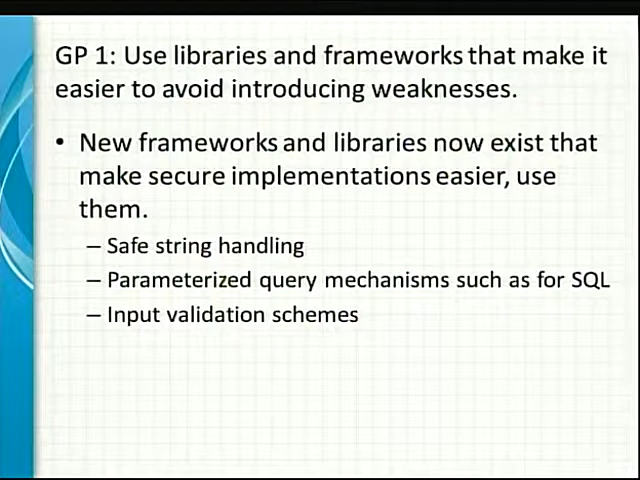 GP 1: Use libraries and frameworks that make it
easier to avoid introducing weaknesses.
• New frameworks and libraries now exist that
make secure implementations easier, use
them.
– Safe string handling
– Parameterized query mechanisms such as for SQL
– Input validation schemes